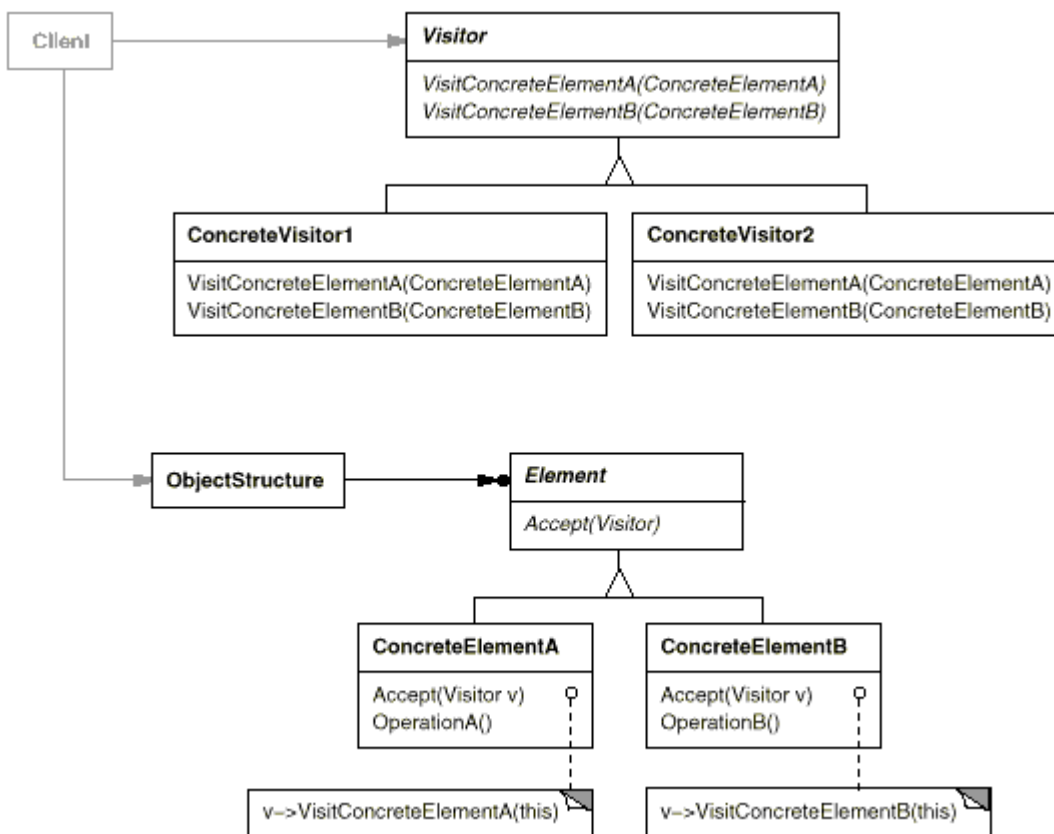 Client
Visitor
VisitConcreteElementA(ConcreteElementA)
VisitConcreteElementB(ConcreteElementB)
ConcreteVisitor1
VisitConcreteElementA(ConcreteElementA)
VisitConcreteElementB(ConcreteElementB)
ConcreteVisitor2
VisitConcreteElementA(ConcreteElementA)
VisitConcreteElementB(ConcreteElementB)
ObjectStructure
Element
Accept(Visitor)
ConcreteElementA
Accept(Visitor v)
OperationA()
ConcreteElementB
Accept(Visitor v)
OperationB()
v->VisitConcreteElementA(this)
v->VisitConcreteElementB(this)